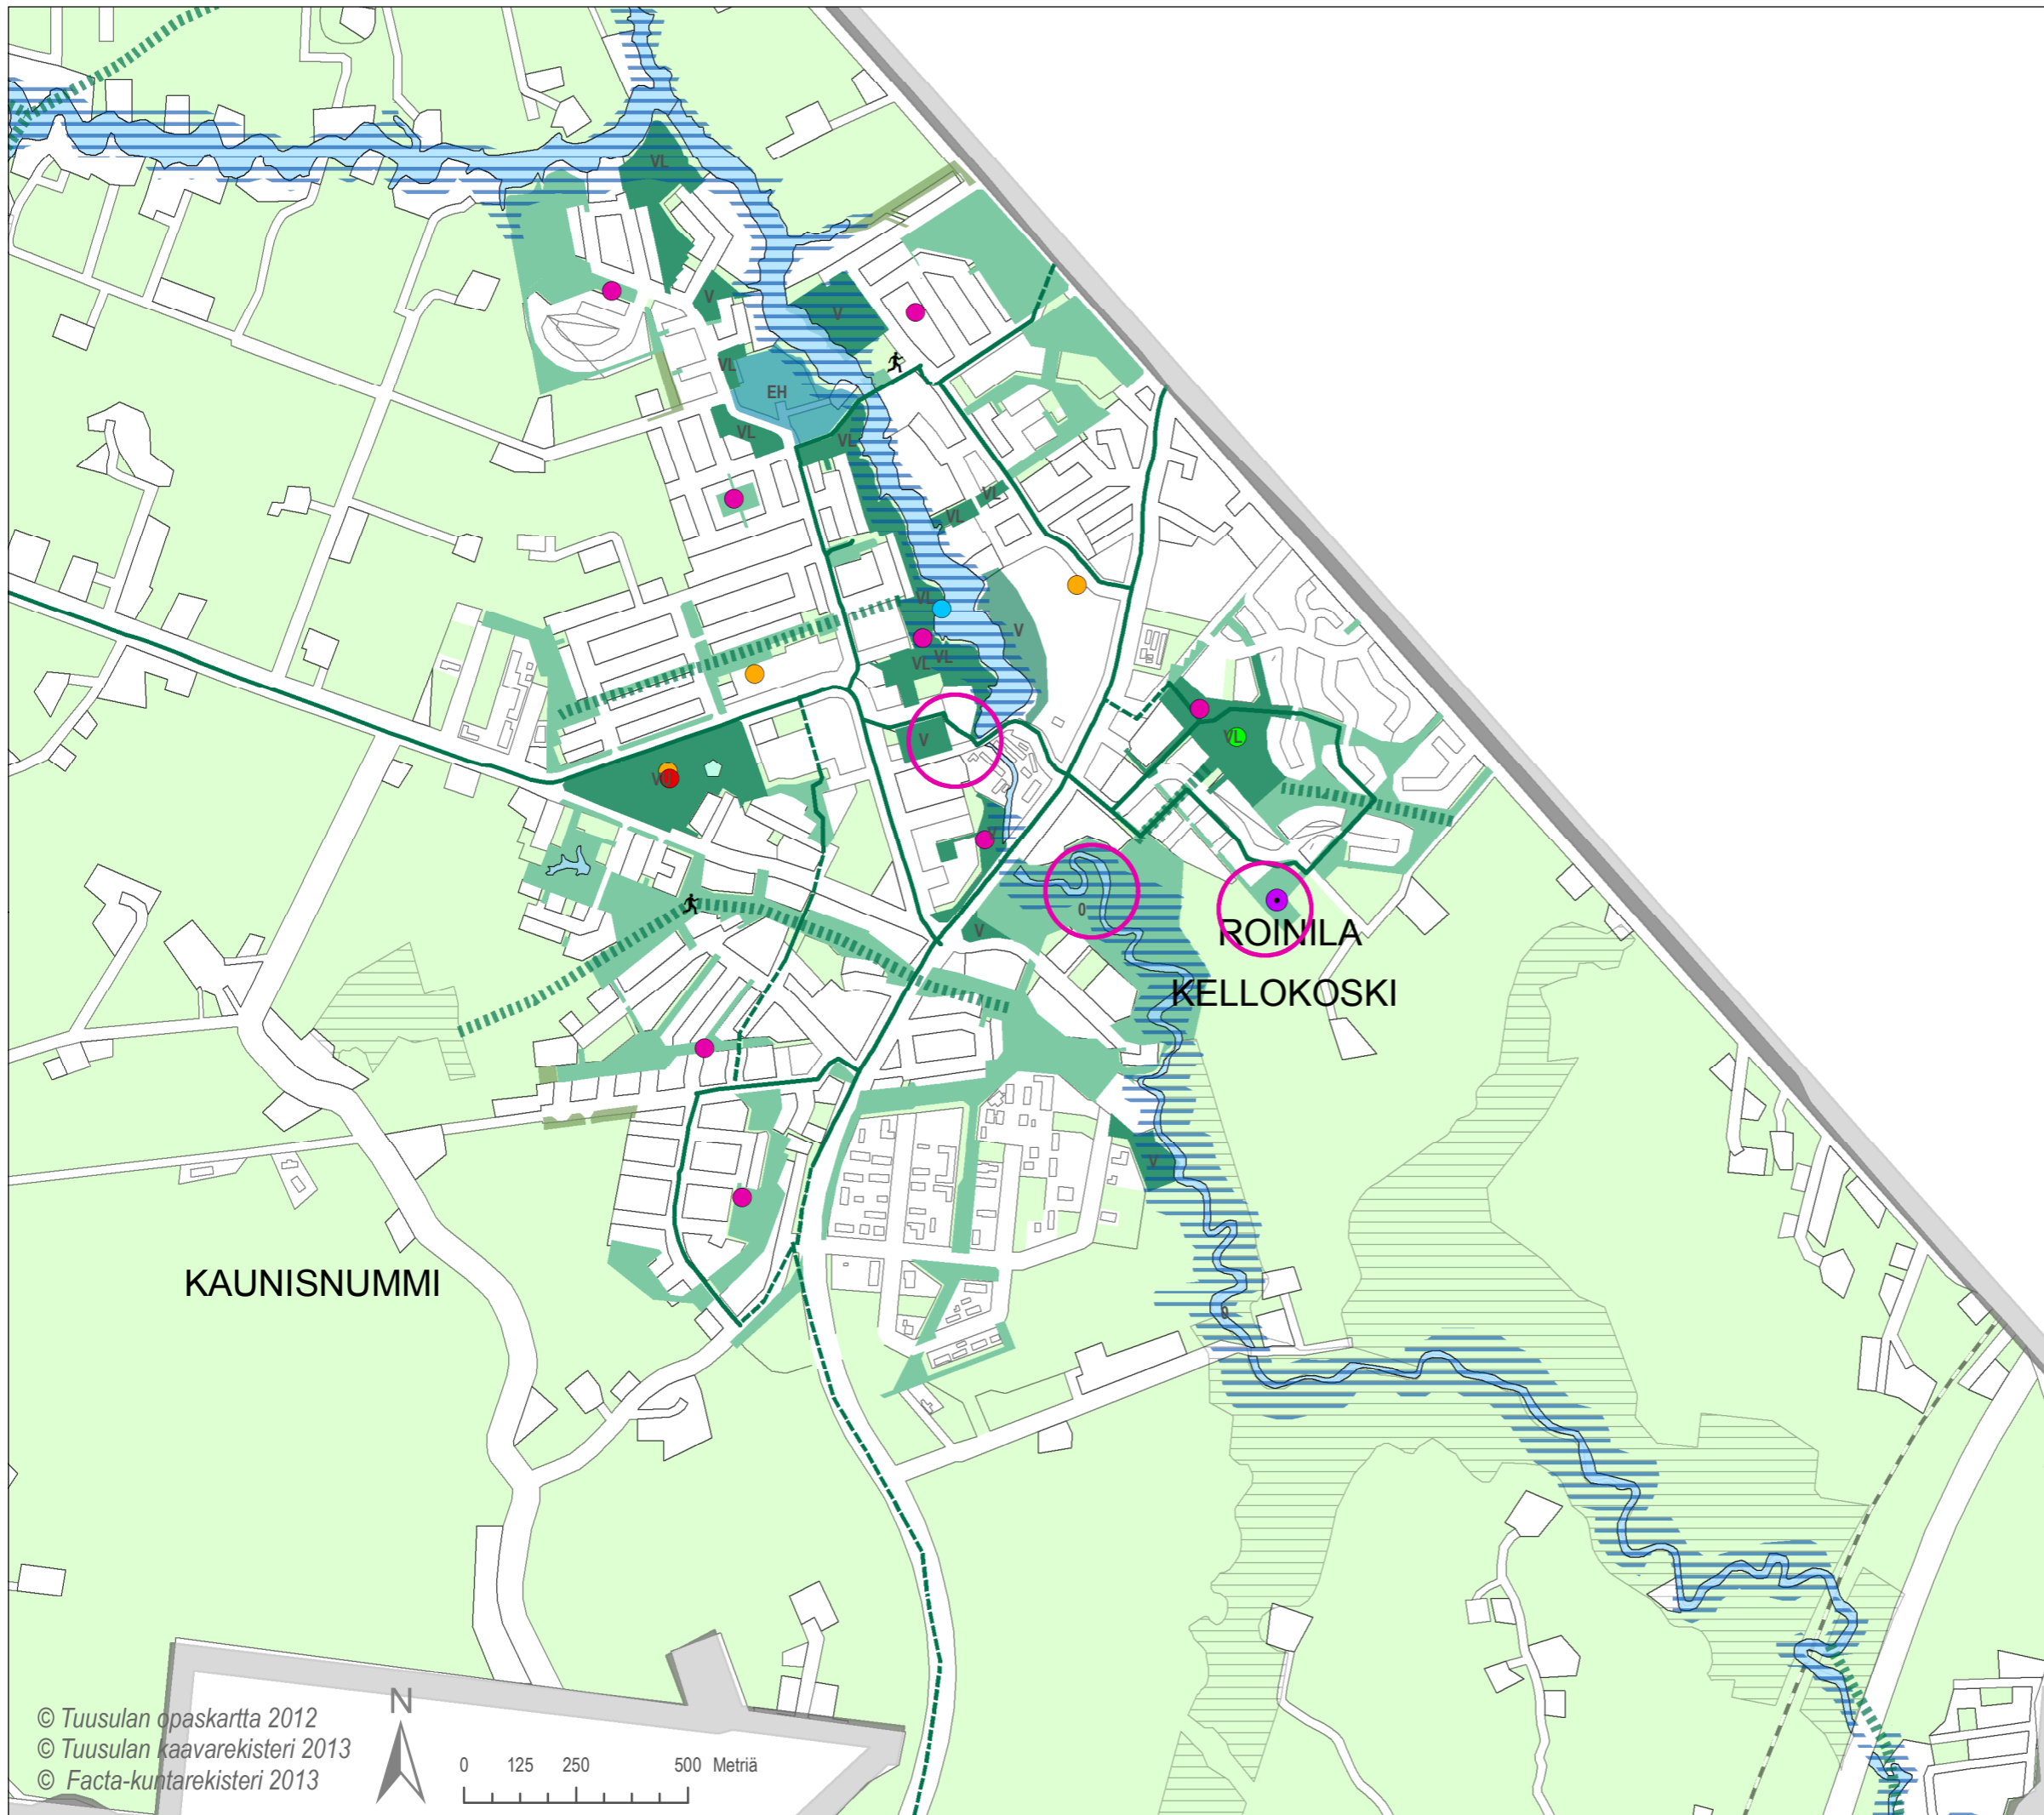 VL
V
V
VL
EH
VL
VL
VL
VL
VL
V
VL
VL
V
VL
0
V
ROINILA
KELLOKOSKI
V
KAUNISNUMMI
0
© Tuusulan opaskartta 2012
© Tuusulan kaavarekisteri 2013
© Facta-kuntarekisteri 2013
N
0 125 250 500 Metriä